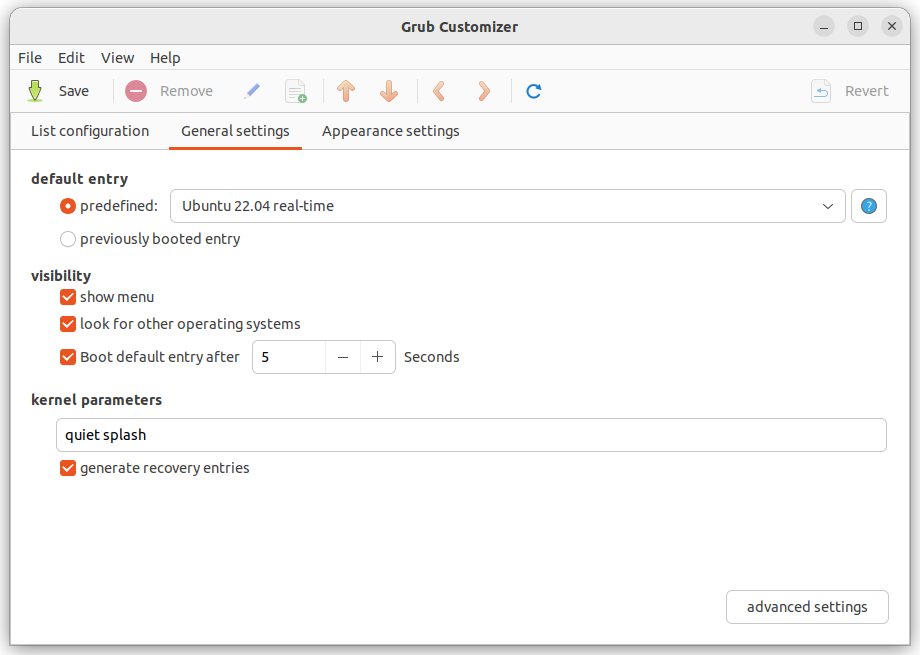 Grub Customizer
File Edit View Help
Save Remove Revert
List configuration General settings Appearance settings
default entry
predefined: Ubuntu 22.04 real-time ?
previously booted entry
visibility
show menu
look for other operating systems
Boot default entry after 5 Seconds
kernel parameters
quiet splash
generate recovery entries
advanced settings